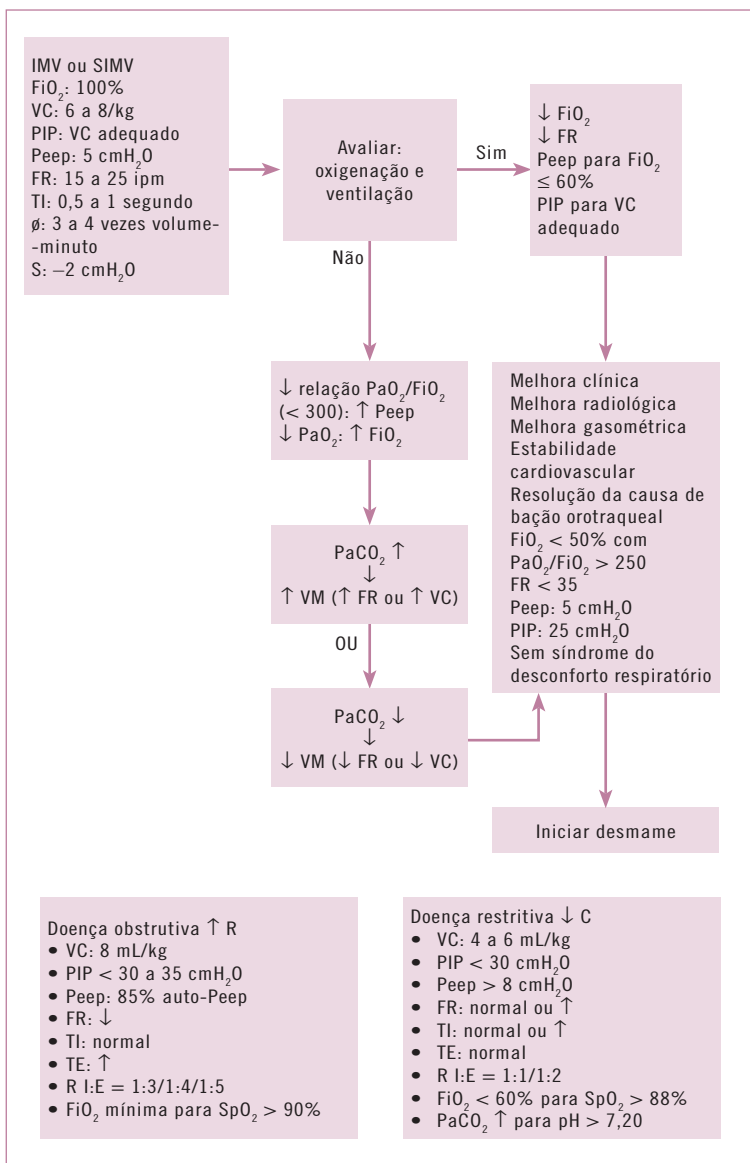 IMV ou SIMV
FiO₂: 100%
VC: 6 a 8/kg
PIP: VC adequado
Peep: 5 cmH₂O
FR: 15 a 25 ipm
TI: 0,5 a 1 segundo
ø: 3 a 4 vezes volume-
-minuto
S: −2 cmH₂O
Avaliar:
oxigenação e
ventilação
Sim
↓ FiO₂
↓ FR
Peep para FiO₂
≤ 60%
PIP para VC
adequado
Não
↓ relação PaO₂/FiO₂
(< 300): ↑ Peep
↓ PaO₂: ↑ FiO₂
PaCO₂ ↑
↓
↑ VM (↑ FR ou ↑ VC)
OU
PaCO₂ ↓
↓
↓ VM (↓ FR ou ↓ VC)
Melhora clínica
Melhora radiológica
Melhora gasométrica
Estabilidade
cardiovascular
Resolução da causa de
bação orotraqueal
FiO₂ < 50% com
PaO₂/FiO₂ > 250
FR < 35
Peep: 5 cmH₂O
PIP: 25 cmH₂O
Sem síndrome do
desconforto respiratório
Iniciar desmame
Doença obstrutiva ↑ R
• VC: 8 mL/kg
• PIP < 30 a 35 cmH₂O
• Peep: 85% auto-Peep
• FR: ↓
• TI: normal
• TE: ↑
• R I:E = 1:3/1:4/1:5
• FiO₂ mínima para SpO₂ > 90%
Doença restritiva ↓ C
• VC: 4 a 6 mL/kg
• PIP < 30 cmH₂O
• Peep > 8 cmH₂O
• FR: normal ou ↑
• TI: normal ou ↑
• TE: normal
• R I:E = 1:1/1:2
• FiO₂ < 60% para SpO₂ > 88%
• PaCO₂ ↑ para pH > 7,20